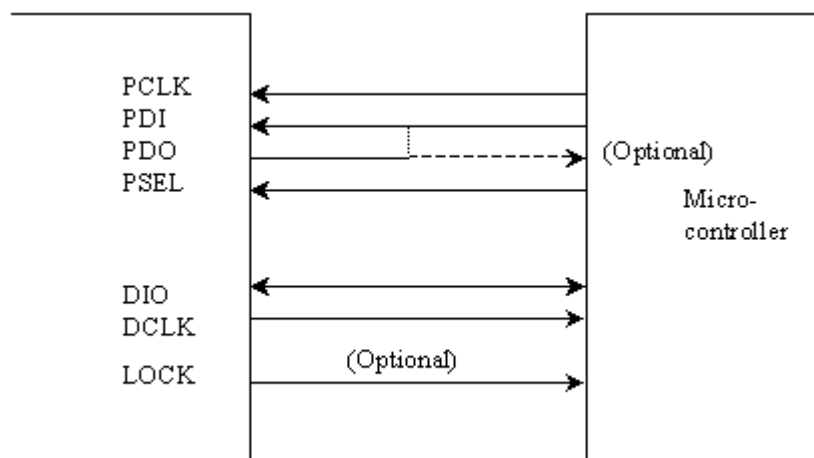 PCLK
PDI
PDO
(Optional)
PSEL
Micro-
controller
DIO
DCLK
(Optional)
LOCK